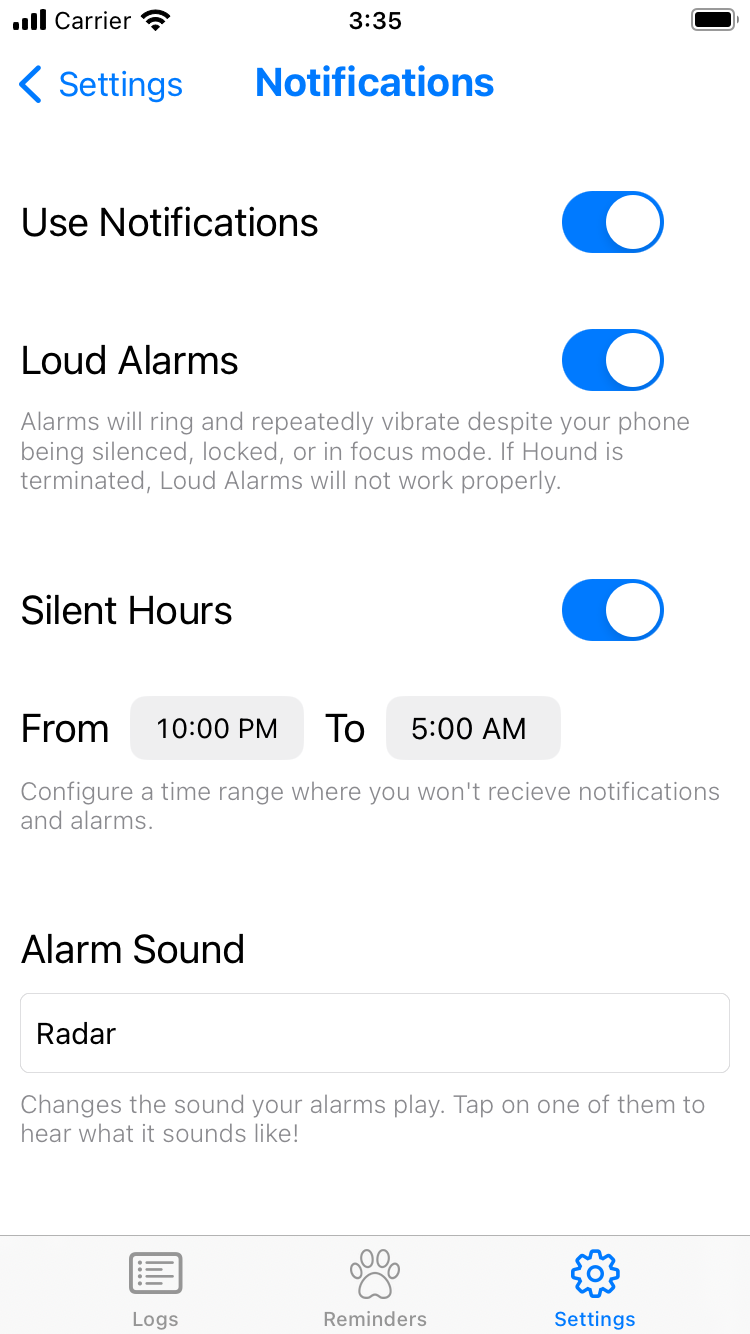 Carrier 3:35
Settings Notifications
Use Notifications
Loud Alarms
Alarms will ring and repeatedly vibrate despite your phone
being silenced, locked, or in focus mode. If Hound is
terminated, Loud Alarms will not work properly.
Silent Hours
From 10:00 PM To 5:00 AM
Configure a time range where you won't recieve notifications
and alarms.
Alarm Sound
Radar
Changes the sound your alarms play. Tap on one of them to
hear what it sounds like!
Logs Reminders Settings